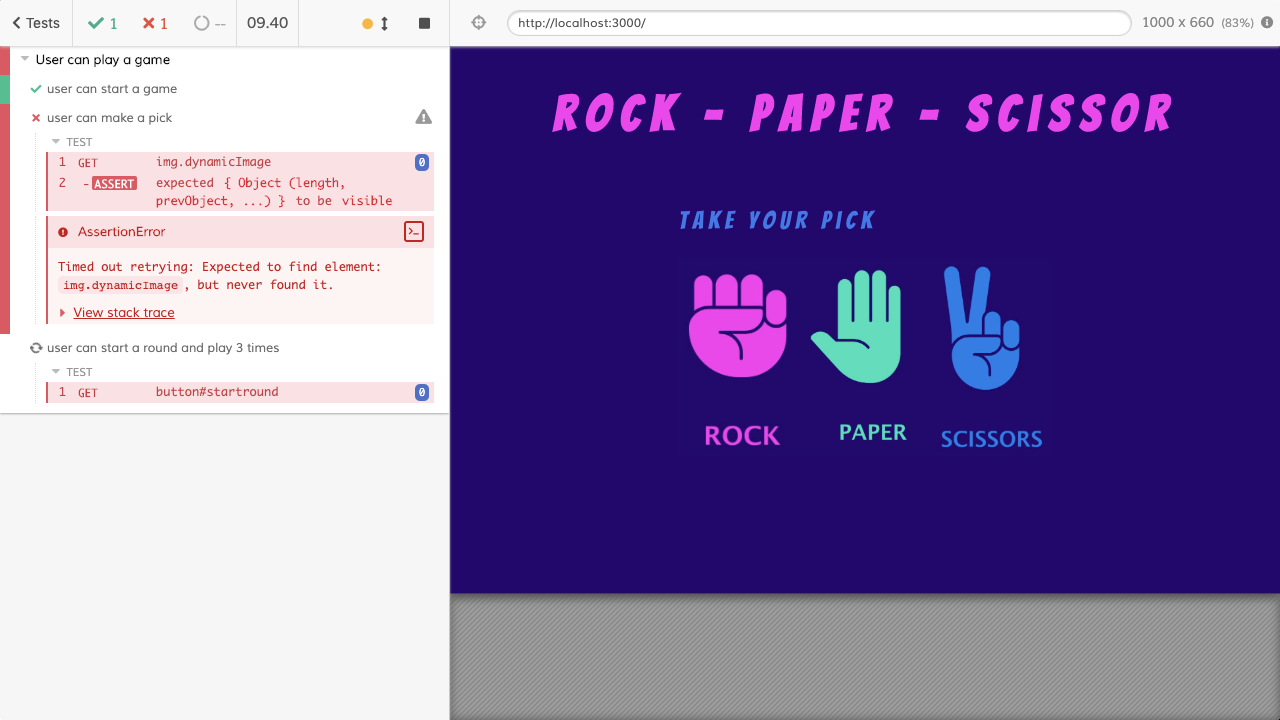 Tests
1
1
--
09.40
http://localhost:3000/
1000 x 660 (83%)
User can play a game
user can start a game
user can make a pick
TEST
1 GET img.dynamicImage 0
2 -ASSERT expected { Object (length,
prevObject, ...) } to be visible
AssertionError
Timed out retrying: Expected to find element:
img.dynamicImage , but never found it.
View stack trace
user can start a round and play 3 times
TEST
1 GET button#startround 0
ROCK - PAPER - SCISSOR
TAKE YOUR PICK
ROCK
PAPER
SCISSORS